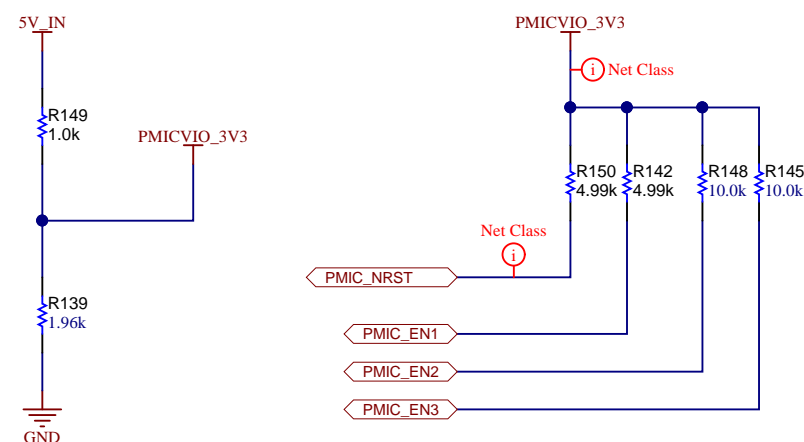 5V_IN
R149
1.0k
PMICVIO_3V3
R139
1.96k
GND
PMICVIO_3V3
i Net Class
R150
4.99k
R142
4.99k
R148
10.0k
R145
10.0k
Net Class
i
PMIC_NRST
PMIC_EN1
PMIC_EN2
PMIC_EN3